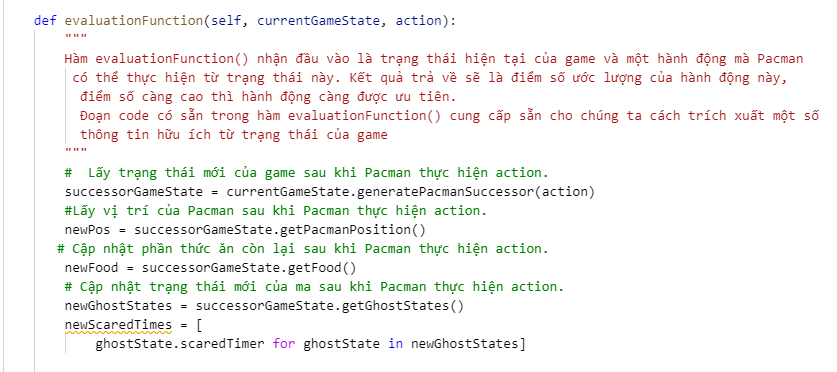 def evaluationFunction(self, currentGameState, action):
"""
Hàm evaluationFunction() nhận đầu vào là trạng thái hiện tại của game và một hành động mà Pacman
có thể thực hiện từ trạng thái này. Kết quả trả về sẽ là điểm số ước lượng của hành động này,
điểm số càng cao thì hành động càng được ưu tiên.
Đoạn code có sẵn trong hàm evaluationFunction() cung cấp sẵn cho chúng ta cách trích xuất một số
thông tin hữu ích từ trạng thái của game
"""
#  Lấy trạng thái mới của game sau khi Pacman thực hiện action.
successorGameState = currentGameState.generatePacmanSuccessor(action)
#Lấy vị trí của Pacman sau khi Pacman thực hiện action.
newPos = successorGameState.getPacmanPosition()
# Cập nhật phần thức ăn còn lại sau khi Pacman thực hiện action.
newFood = successorGameState.getFood()
# Cập nhật trạng thái mới của ma sau khi Pacman thực hiện action.
newGhostStates = successorGameState.getGhostStates()
newScaredTimes = [
ghostState.scaredTimer for ghostState in newGhostStates]